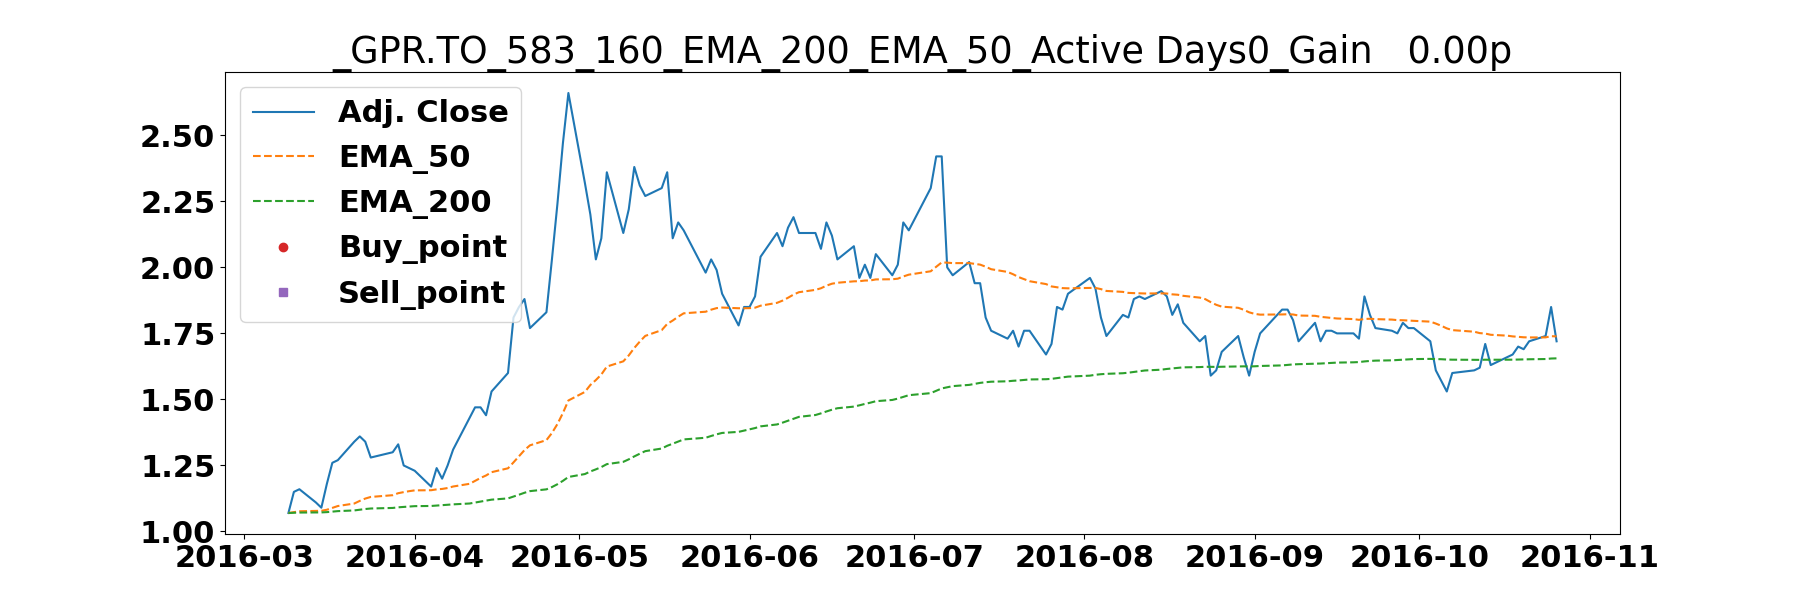 _GPR.TO_583_160_EMA_200_EMA_50_Active Days0_Gain   0.00p
Adj. Close
EMA_50
EMA_200
Buy_point
Sell_point
2.50
2.25
2.00
1.75
1.50
1.25
1.00
2016-03 2016-04 2016-05 2016-06 2016-07 2016-08 2016-09 2016-10 2016-11